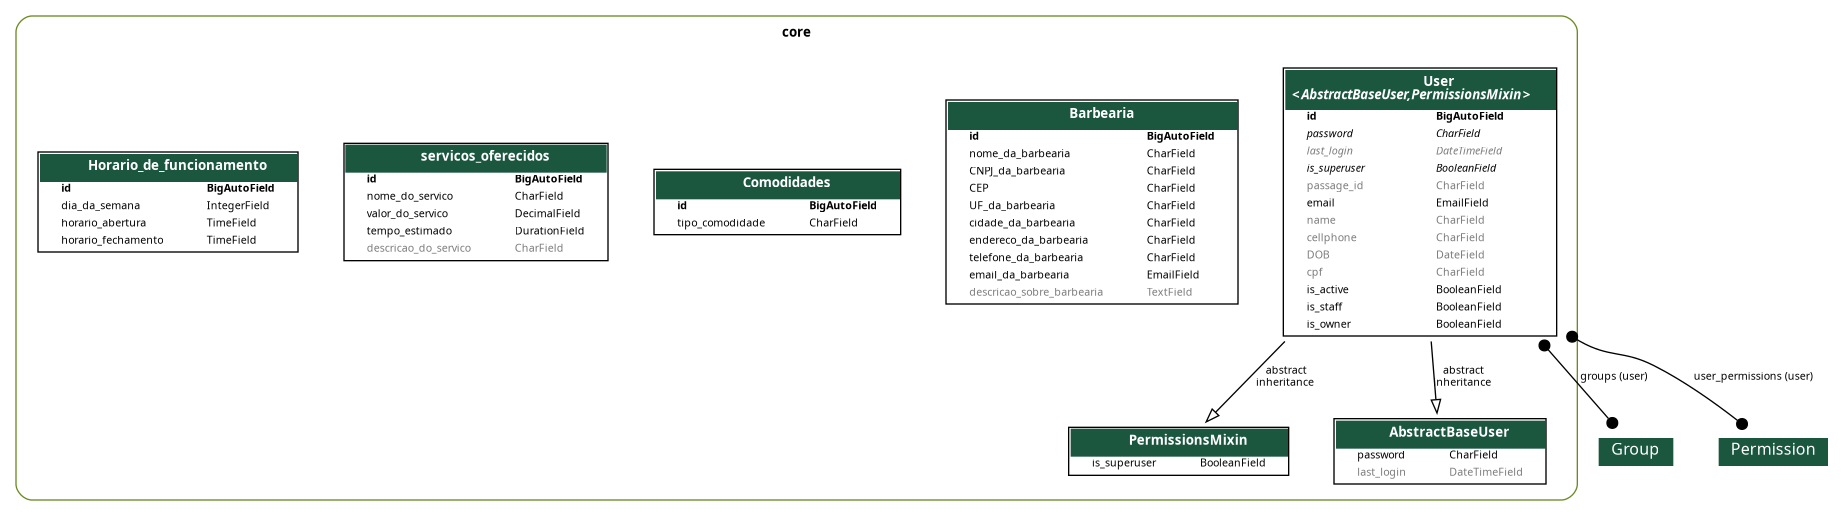 core
Horario_de_funcionamento
id BigAutoField
dia_da_semana IntegerField
horario_abertura TimeField
horario_fechamento TimeField
servicos_oferecidos
id BigAutoField
nome_do_servico CharField
valor_do_servico DecimalField
tempo_estimado DurationField
descricao_do_servico CharField
Comodidades
id BigAutoField
tipo_comodidade CharField
Barbearia
id BigAutoField
nome_da_barbearia CharField
CNPJ_da_barbearia CharField
CEP CharField
UF_da_barbearia CharField
cidade_da_barbearia CharField
endereco_da_barbearia CharField
telefone_da_barbearia CharField
email_da_barbearia EmailField
descricao_sobre_barbearia TextField
User
<AbstractBaseUser,PermissionsMixin>
id BigAutoField
password CharField
last_login DateTimeField
is_superuser BooleanField
passage_id CharField
email EmailField
name CharField
cellphone CharField
DOB DateField
cpf CharField
is_active BooleanField
is_staff BooleanField
is_owner BooleanField
abstract
inheritance
abstract
inheritance
groups (user)
user_permissions (user)
PermissionsMixin
is_superuser BooleanField
AbstractBaseUser
password CharField
last_login DateTimeField
Group
Permission